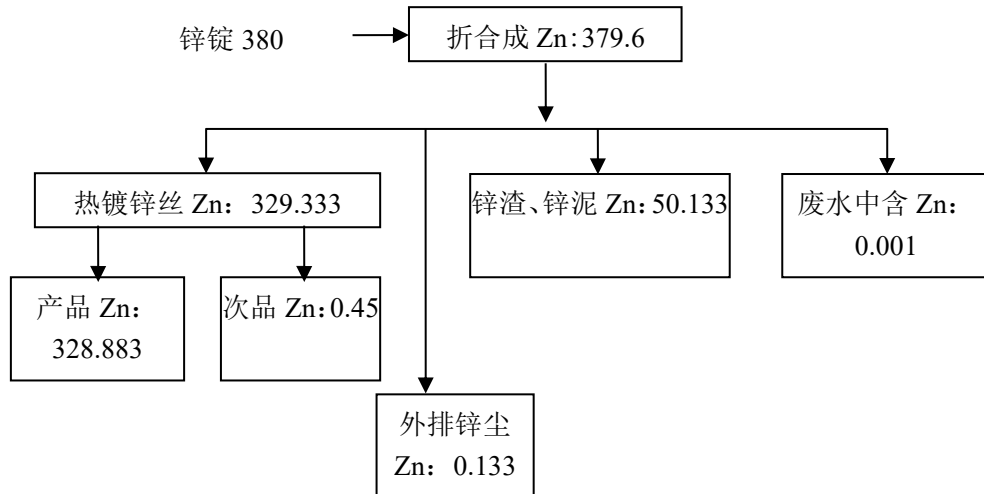 锌锭 380
折合成 Zn：379.6
热镀锌丝 Zn：329.333
锌渣、锌泥 Zn：50.133
废水中含 Zn：
0.001
产品 Zn：
328.883
次品 Zn：0.45
外排锌尘
Zn：0.133